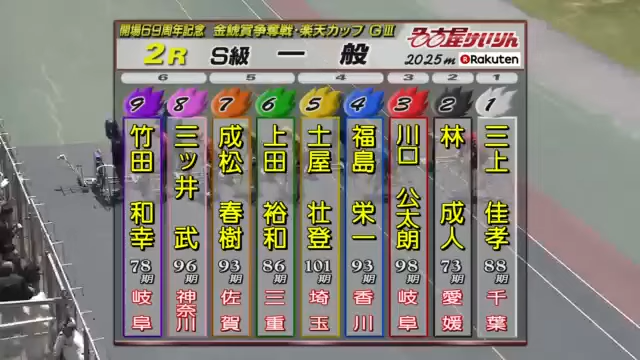 開場69周年記念 金鯱賞争奪戦・楽天カップ GⅢ
2R S級 一般
名古屋けいりん
2025m Rakuten
6 5 4 3 2 1
9 8 7 6 5 4 3 2 1
竹田 和幸 78期 岐阜
三ッ井 武 96期 神奈川
成松 春樹 93期 佐賀
上田 裕和 86期 三重
土屋 壮登 101期 埼玉
福島 栄一 93期 香川
川口 公太朗 98期 岐阜
林 成人 73期 愛媛
三上 佳孝 88期 千葉